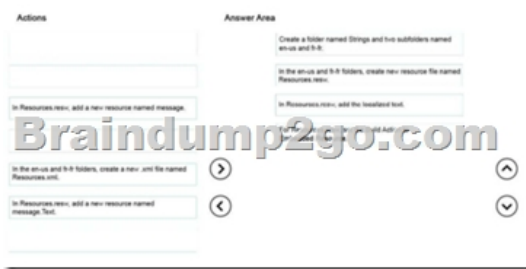 Actions
Answer Area
Create a folder named Strings and two subfolders named
en-us and fr-fr.
In the en-us and fr-fr folders, create new resource file named
Resources.resw.
In Resources.resw, add a new resource named message.
In Resources.resw, add the localized text.
Braindump2go.com
In the en-us and fr-fr folders, create a new .xml file named
Resources.xml.
In Resources.resw, add a new resource named
message.Text.